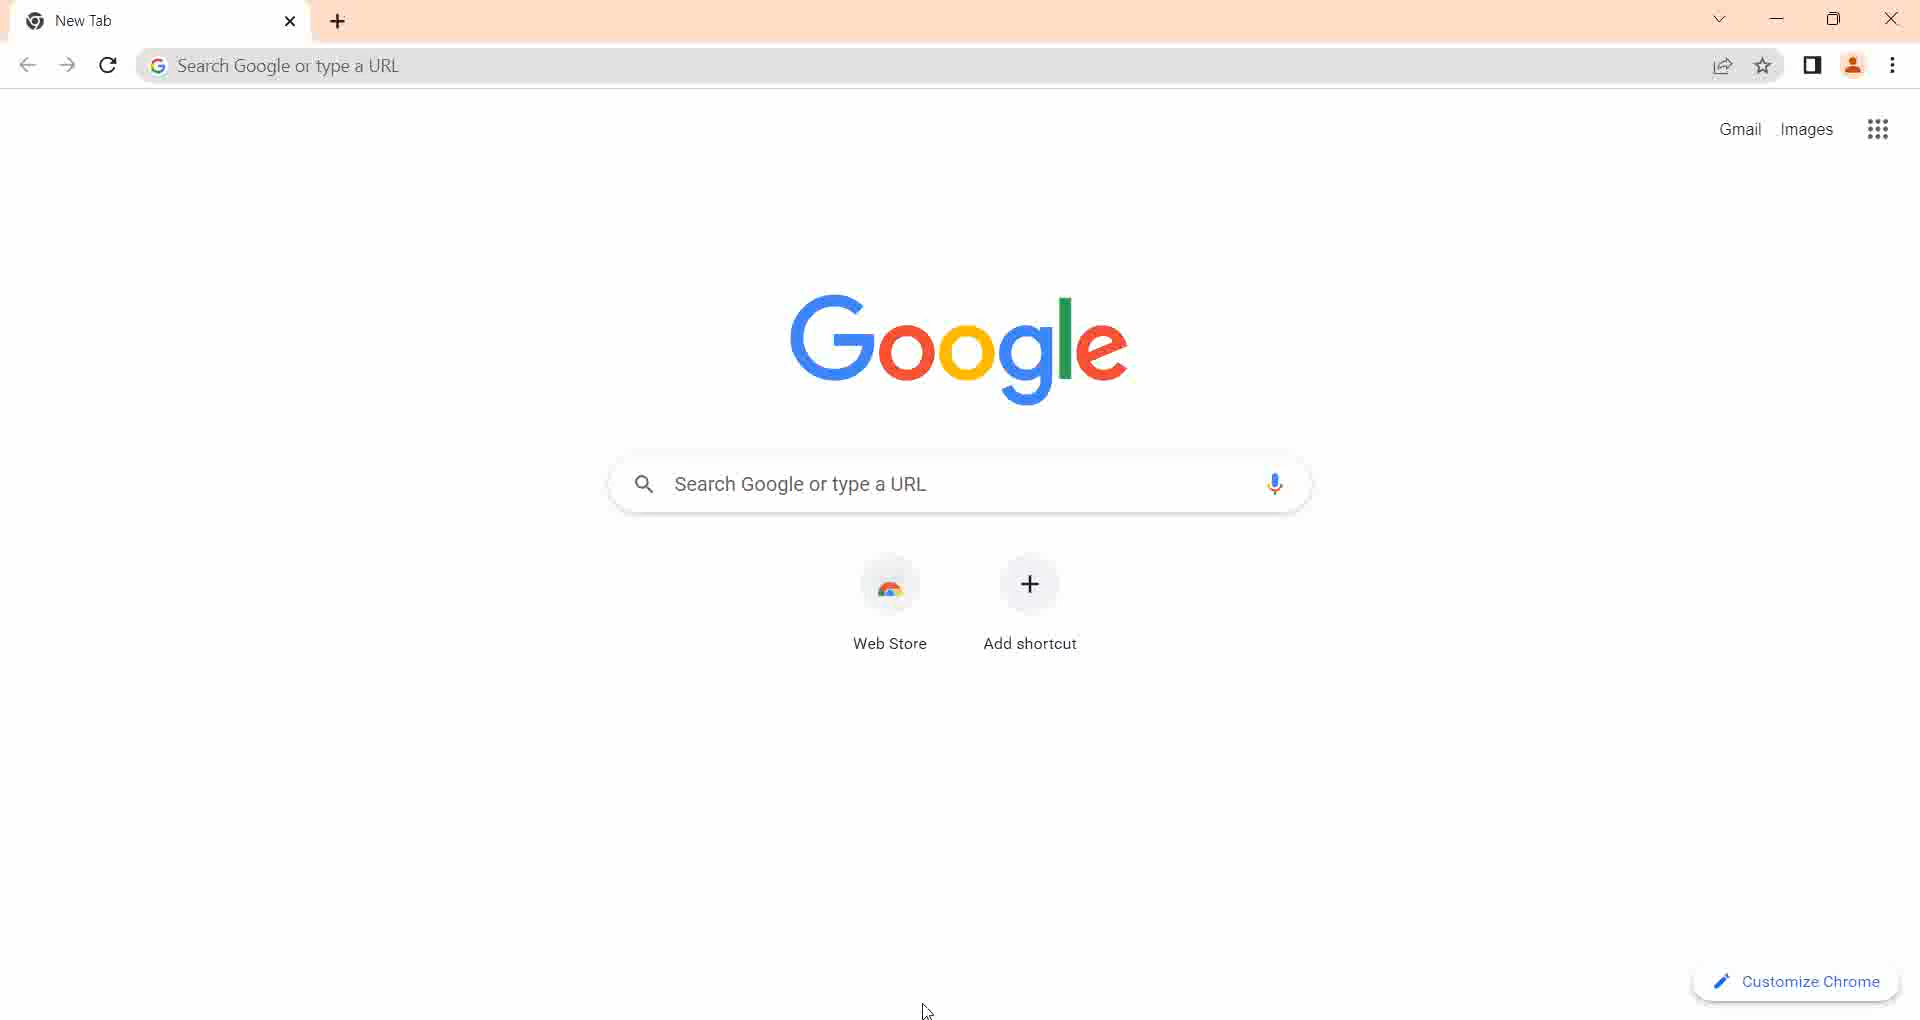 New Tab
Search Google or type a URL
Gmail Images
Google
Search Google or type a URL
Web Store Add shortcut
Customize Chrome